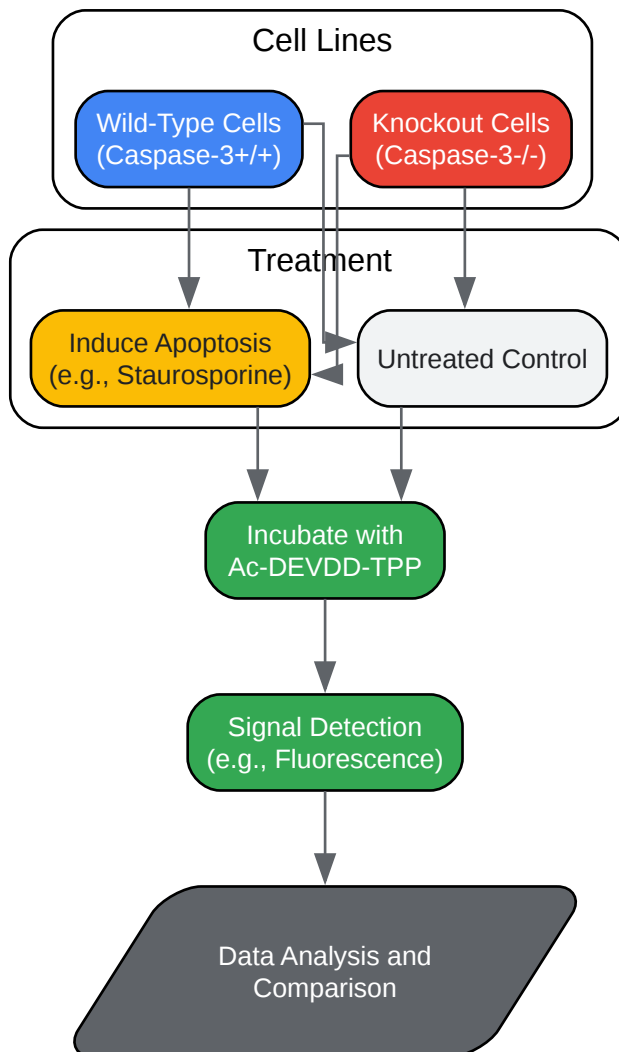 Cell Lines
Wild-Type Cells
(Caspase-3+/+)
Knockout Cells
(Caspase-3-/-)
Treatment
Induce Apoptosis
(e.g., Staurosporine)
Untreated Control
Incubate with
Ac-DEVDD-TPP
Signal Detection
(e.g., Fluorescence)
Data Analysis and
Comparison